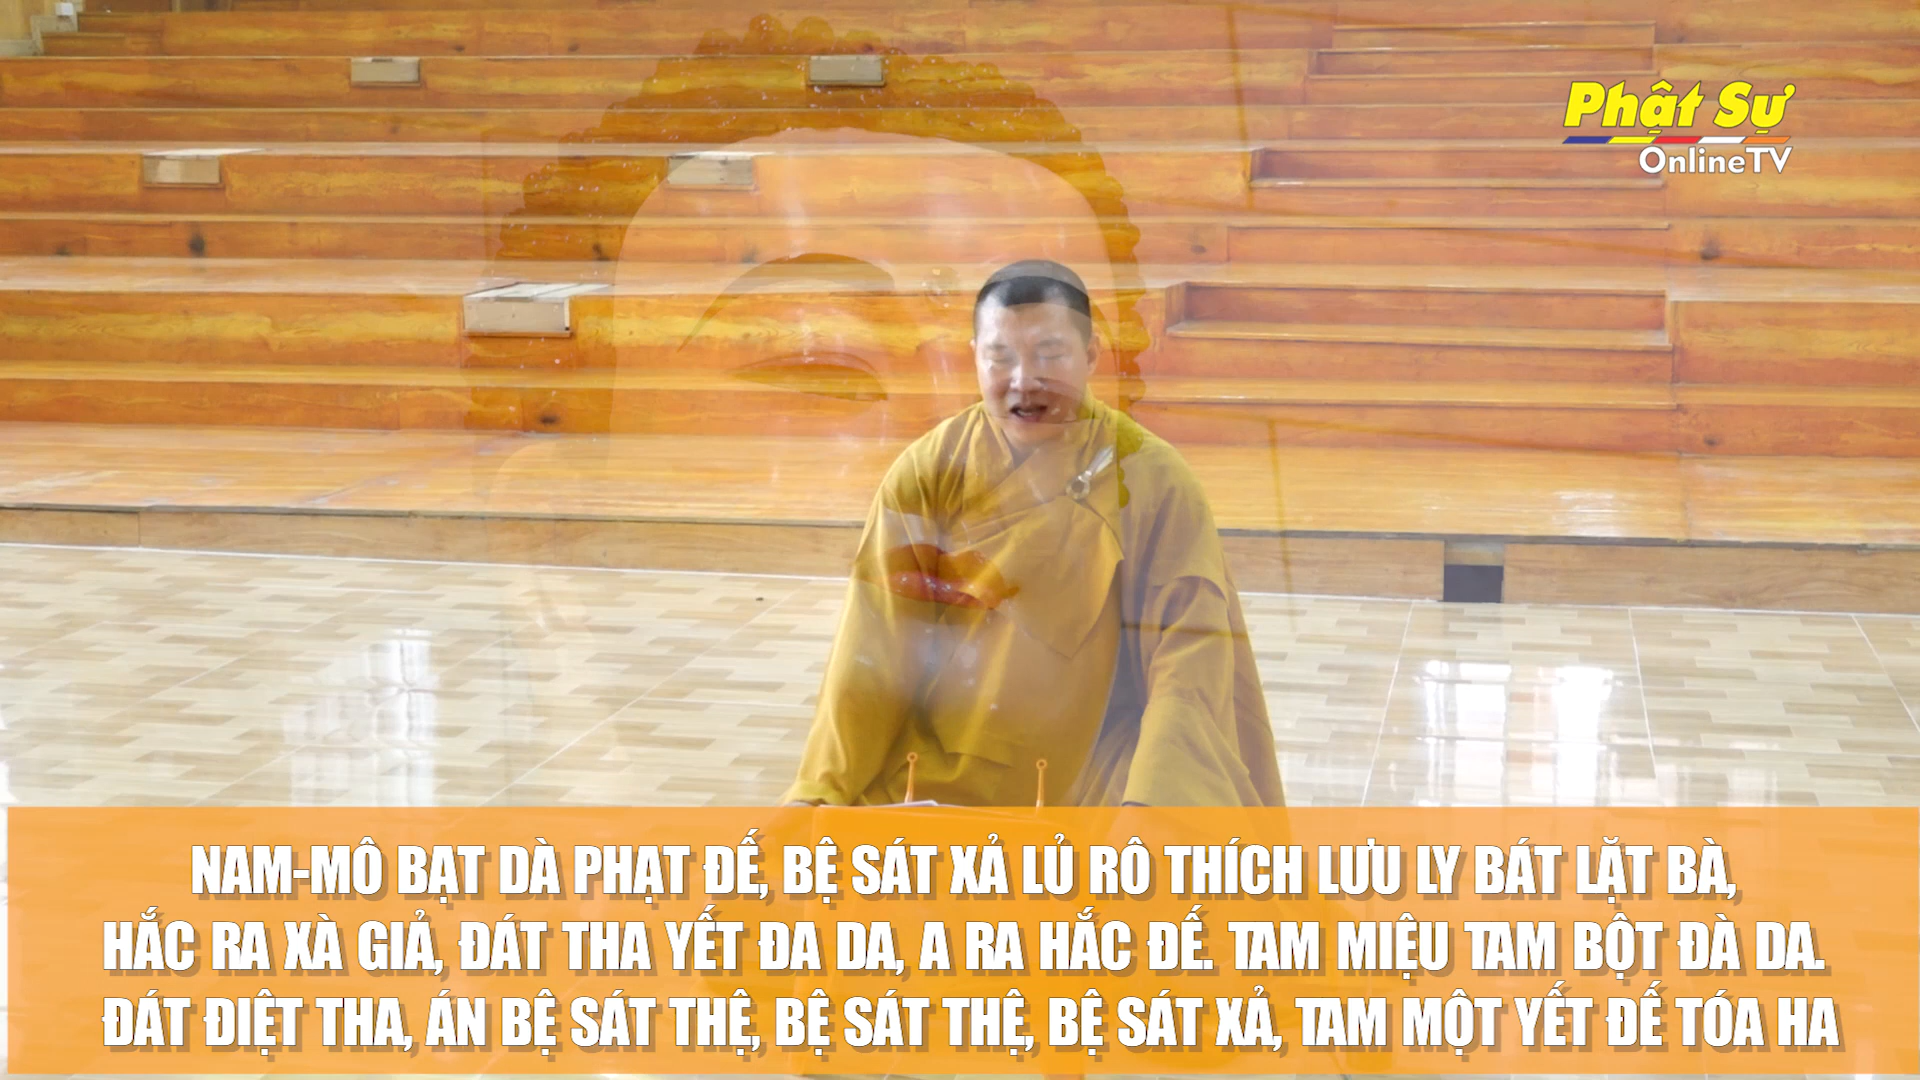 Phật Sự
OnlineTV
NAM-MÔ BẠT DÀ PHẠT ĐẾ, BỆ SÁT XẢ LỦ RÔ THÍCH LƯU LY BÁT LẶT BÀ,
HẮC RA XÀ GIẢ, ĐÁT THA YẾT ĐA DA, A RA HẮC ĐẾ. TAM MIỆU TAM BỘT ĐÀ DA.
ĐÁT ĐIỆT THA, ÁN BỆ SÁT THỆ, BỆ SÁT THỆ, BỆ SÁT XẢ, TAM MỘT YẾT ĐẾ TÓA HA